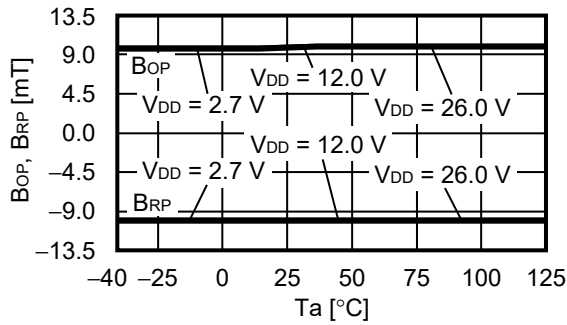 13.5
9.0
4.5
0.0
−4.5
−9.0
−13.5
BOP, BRP [mT]
BOP
VDD = 12.0 V
VDD = 2.7 V
VDD = 26.0 V
VDD = 12.0 V
VDD = 2.7 V
VDD = 26.0 V
BRP
−40 −25 0 25 50 75 100 125
Ta [°C]